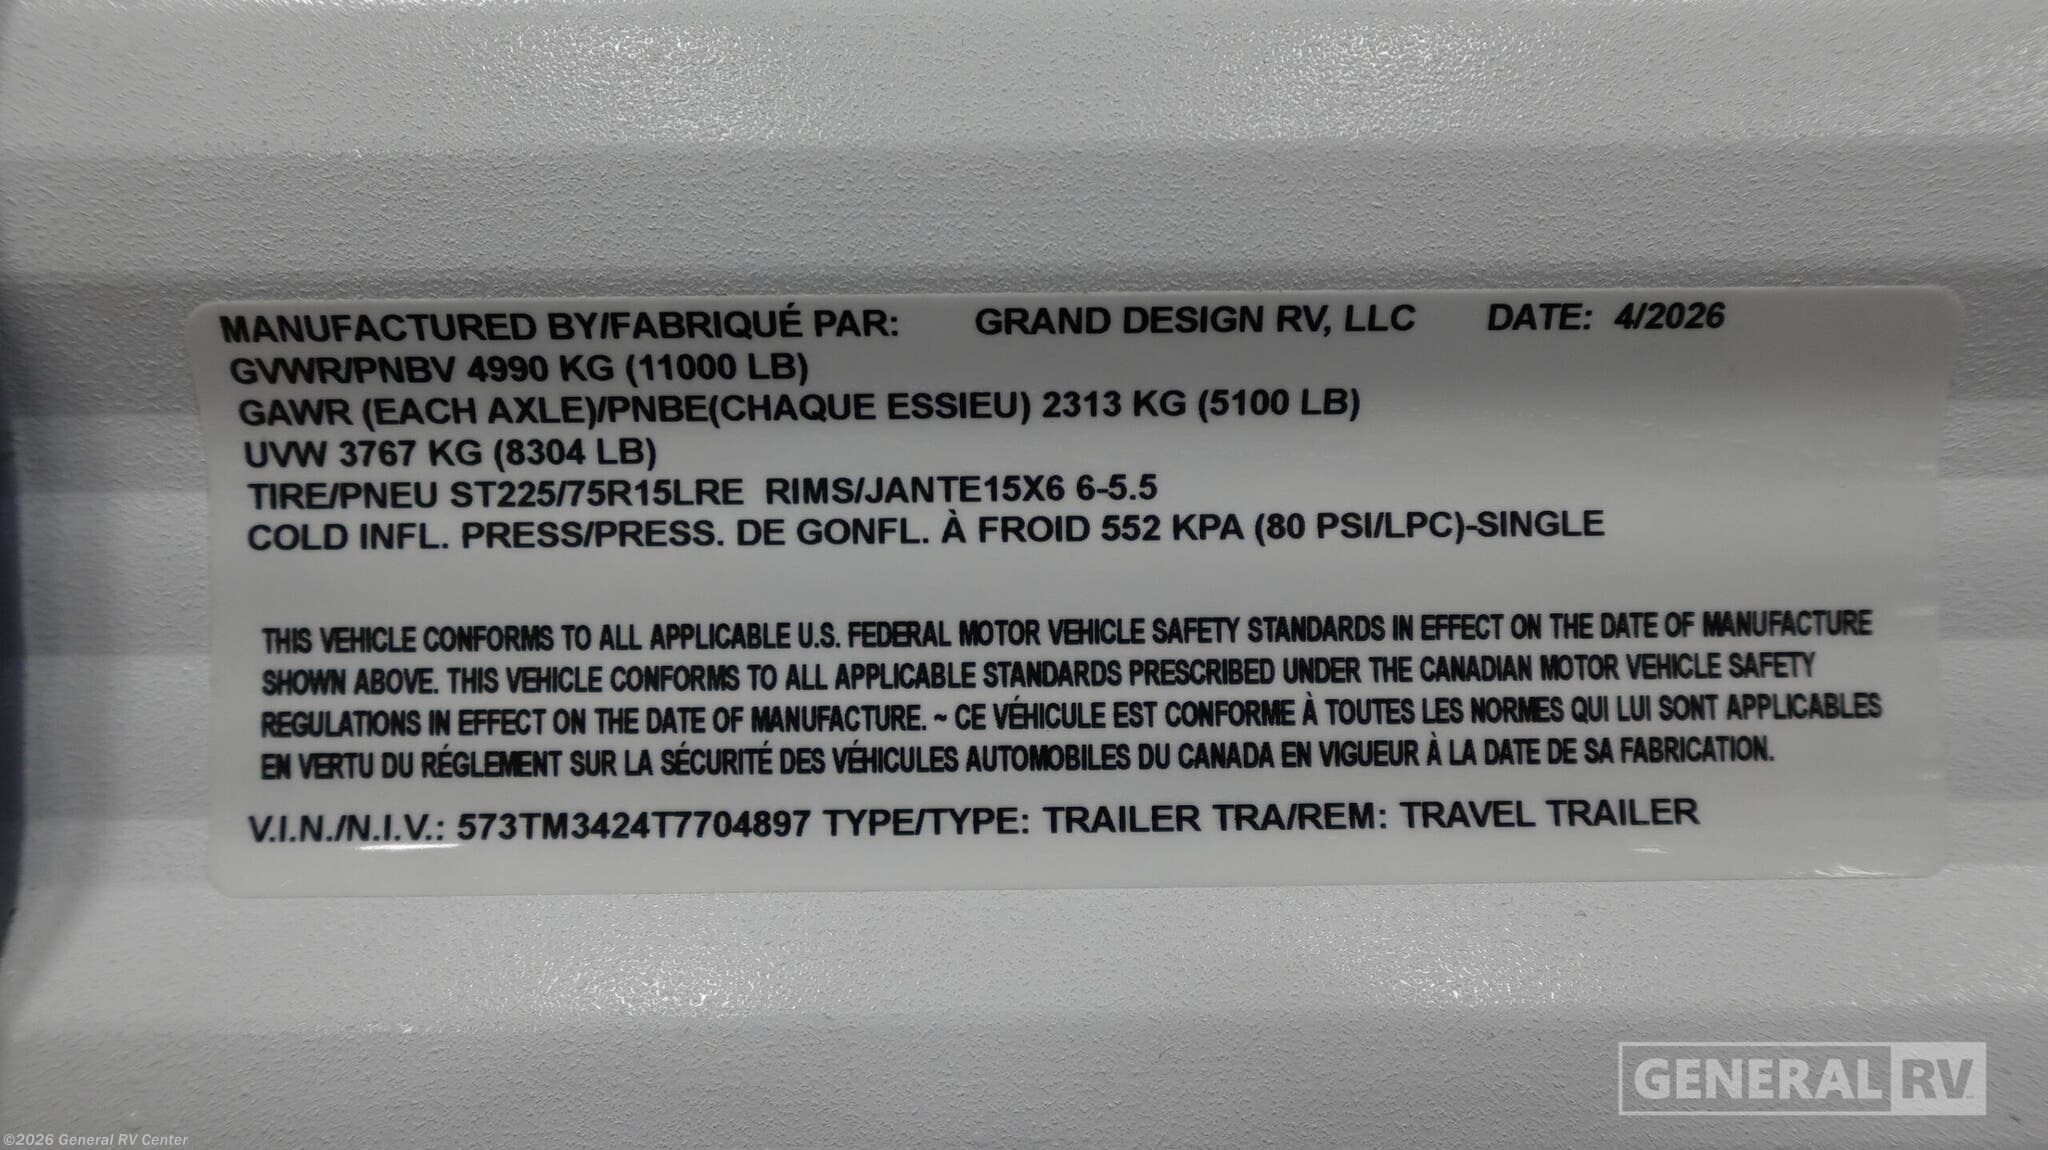 MANUFACTURED BY/FABRIQUÉ PAR: GRAND DESIGN RV, LLC DATE: 4/2026
GVWR/PNBV 4990 KG (11000 LB)
GAWR (EACH AXLE)/PNBE(CHAQUE ESSIEU) 2313 KG (5100 LB)
UVW 3767 KG (8304 LB)
TIRE/PNEU ST225/75R15LRE RIMS/JANTE15X6 6-5.5
COLD INFL. PRESS/PRESS. DE GONFL. À FROID 552 KPA (80 PSI/LPC)-SINGLE
THIS VEHICLE CONFORMS TO ALL APPLICABLE U.S. FEDERAL MOTOR VEHICLE SAFETY STANDARDS IN EFFECT ON THE DATE OF MANUFACTURE
SHOWN ABOVE. THIS VEHICLE CONFORMS TO ALL APPLICABLE STANDARDS PRESCRIBED UNDER THE CANADIAN MOTOR VEHICLE SAFETY
REGULATIONS IN EFFECT ON THE DATE OF MANUFACTURE. ~ CE VÉHICULE EST CONFORME À TOUTES LES NORMES QUI LUI SONT APPLICABLES
EN VERTU DU RÉGLEMENT SUR LA SÉCURITÉ DES VÉHICULES AUTOMOBILES DU CANADA EN VIGUEUR À LA DATE DE SA FABRICATION.
V.I.N./N.I.V.: 573TM3424T7704897 TYPE/TYPE: TRAILER TRA/REM: TRAVEL TRAILER
GENERAL RV
©2026 General RV Center